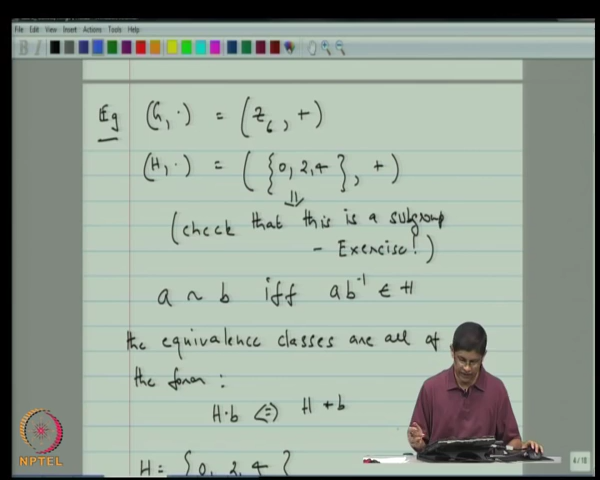 File Edit View Insert Actions Tools Help
Eg (G, ·) = (Z₆, +)
(H, ·) = ({0, 2, 4}, +)
⇓
(check that this is a subgroup
- Exercise!)
a ~ b iff ab⁻¹ ∈ H
the equivalence classes are all of
the form :
H·b ⇔ H + b
H = {0, 2, 4}
NPTEL
4/18